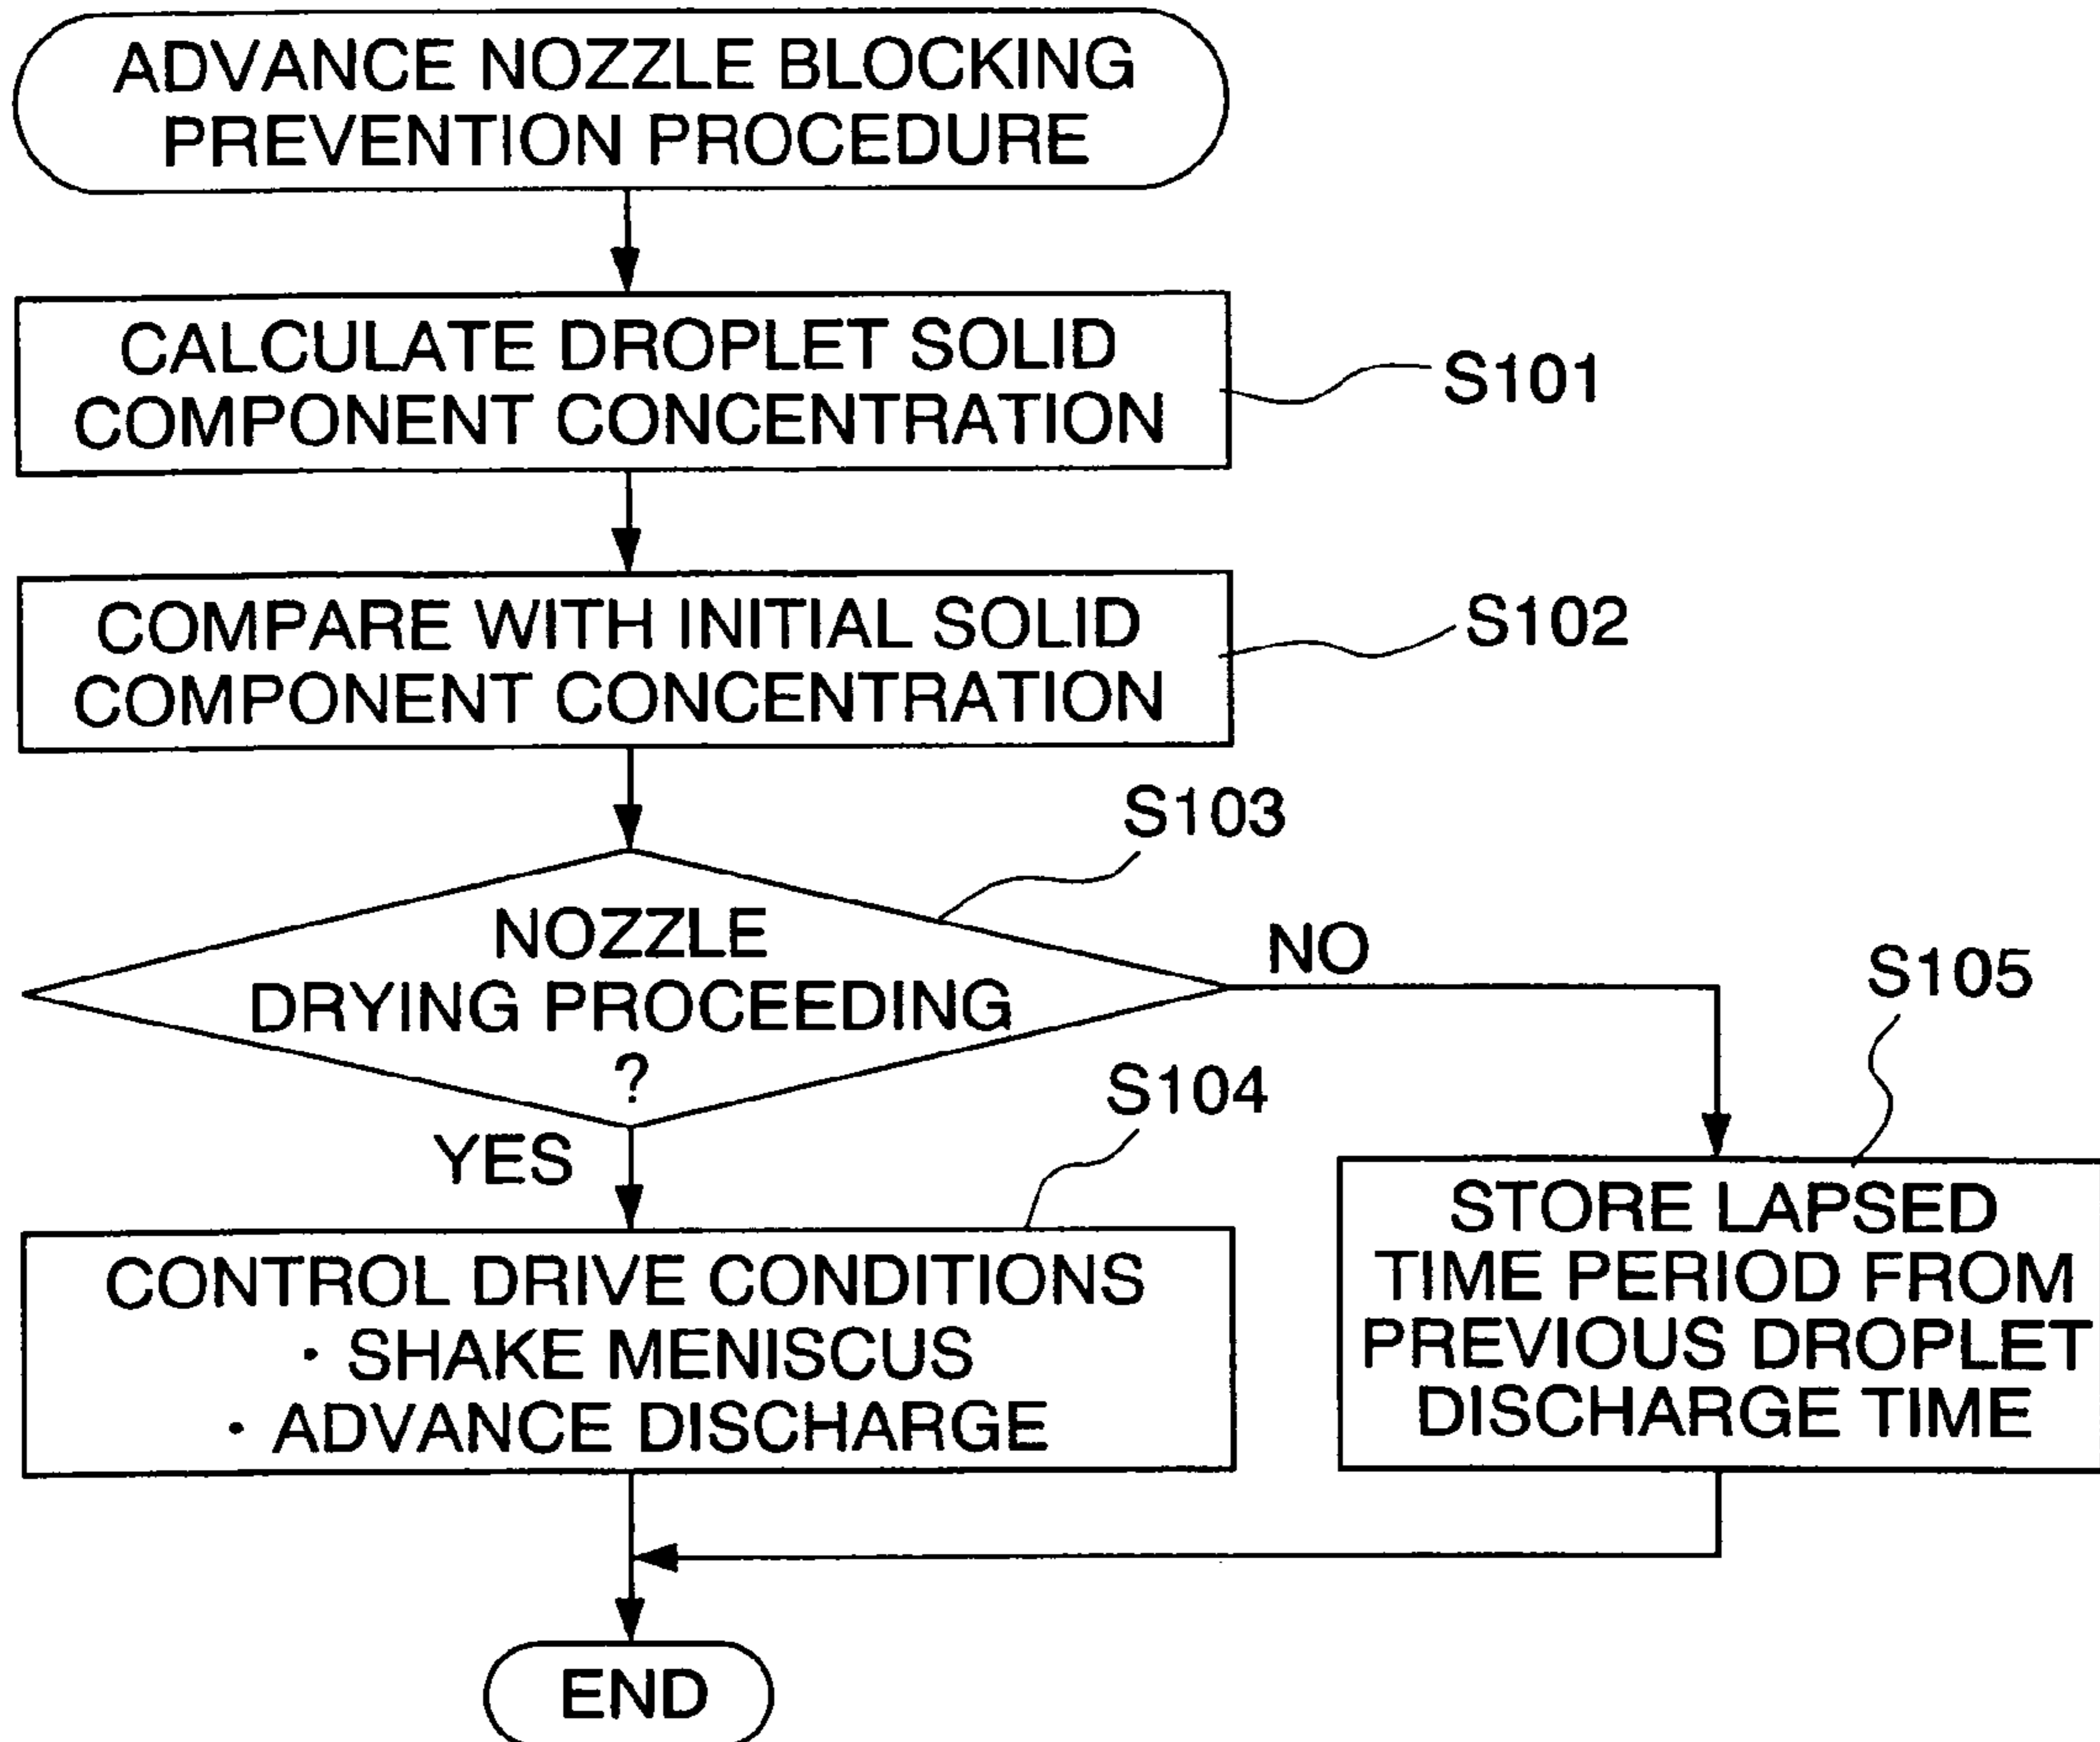 ADVANCE NOZZLE BLOCKING
PREVENTION PROCEDURE
CALCULATE DROPLET SOLID
COMPONENT CONCENTRATION
S101
COMPARE WITH INITIAL SOLID
COMPONENT CONCENTRATION
S102
S103
NOZZLE
DRYING PROCEEDING
?
NO
YES
S104
CONTROL DRIVE CONDITIONS
· SHAKE MENISCUS
· ADVANCE DISCHARGE
S105
STORE LAPSED
TIME PERIOD FROM
PREVIOUS DROPLET
DISCHARGE TIME
END